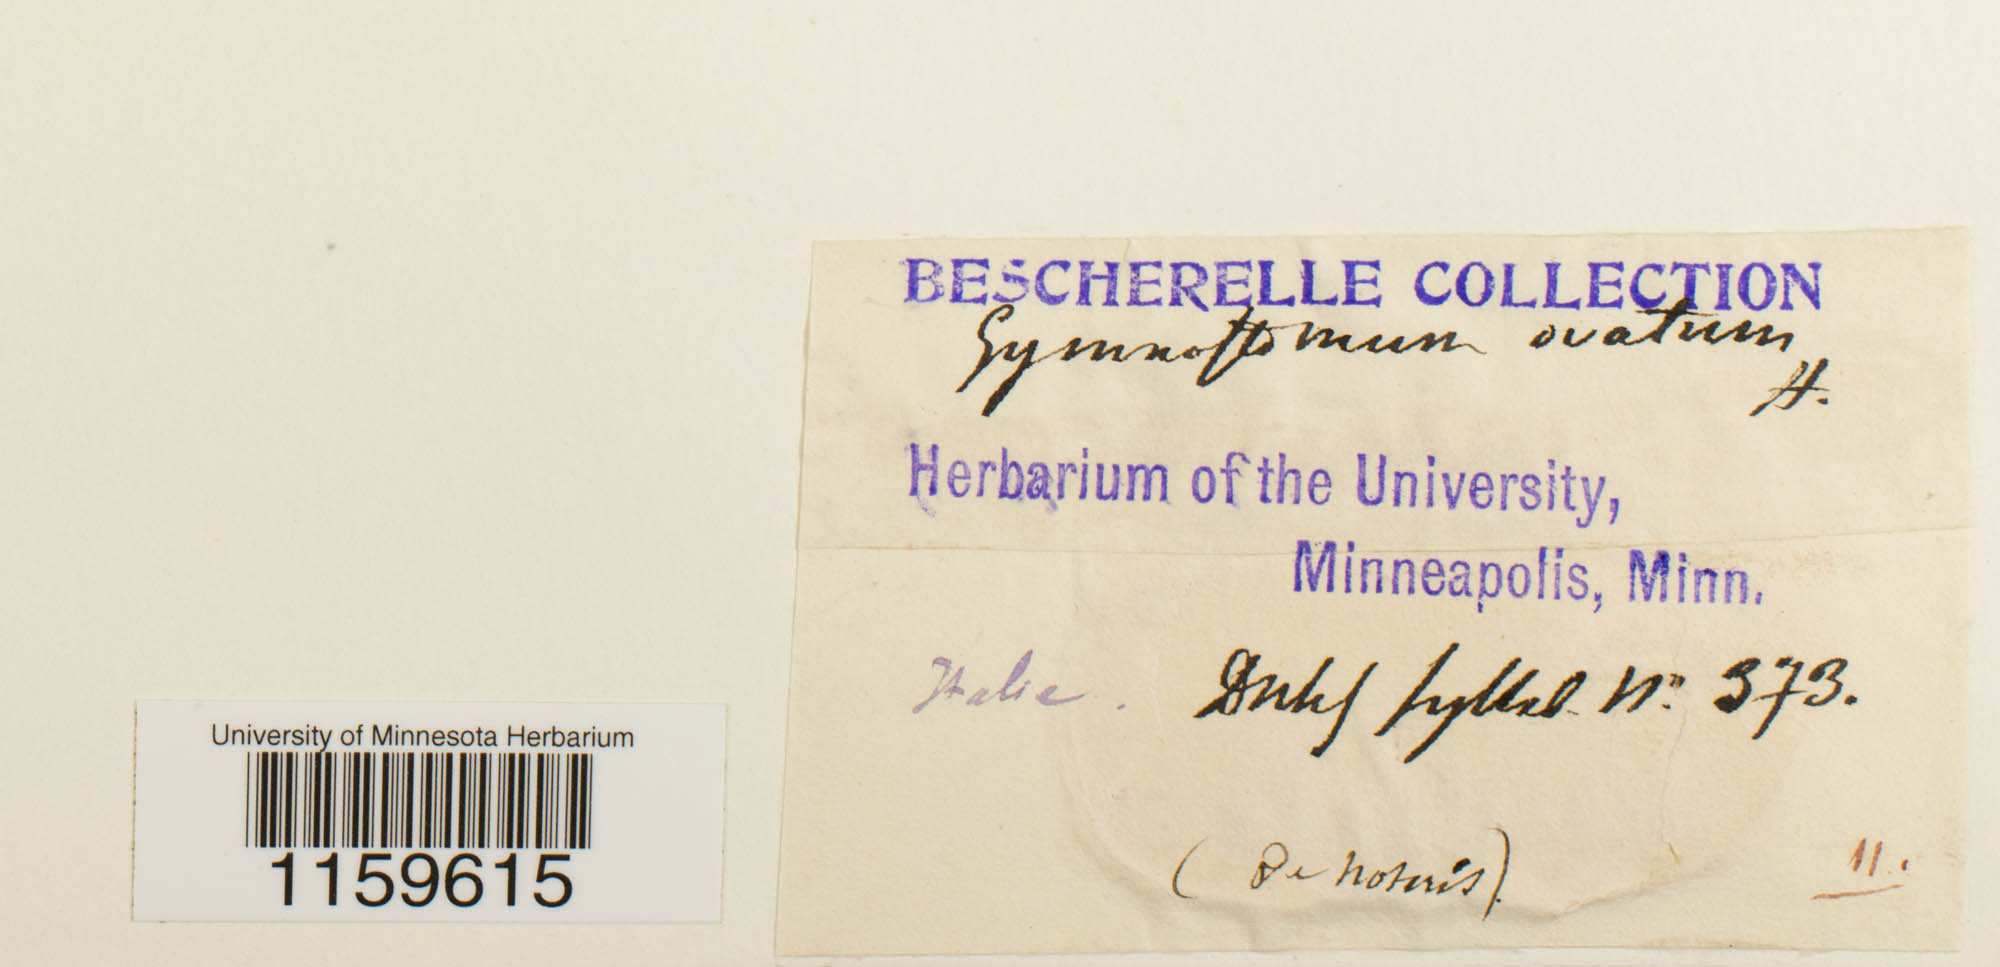 BESCHERELLE COLLECTION
Gymnostomum ovatum
H.
Herbarium of the University,
Minneapolis, Minn.
Italie. Syllab. N° 373.
(De Notaris)
11.
University of Minnesota Herbarium
1159615